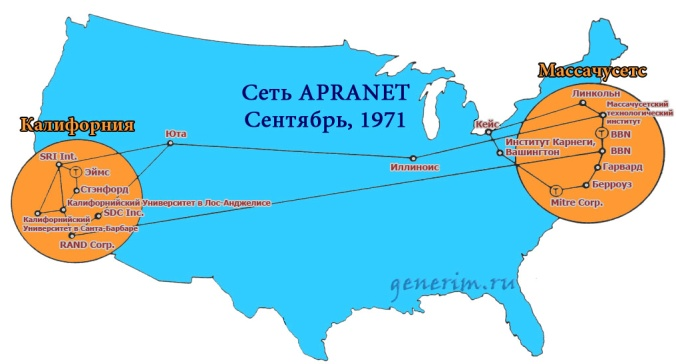 Сеть APRANET
Сентябрь, 1971
Калифорния
SRI Int.
Эймс
Стэнфорд
Калифорнийский Университет в Лос-Анджелисе
SDC Inc.
Калифорнийский
Университет в Санта-Барбаре
RAND Corp.
Юта
Иллиноис
Кейс
Институт Карнеги,
Вашингтон
Массачусетс
Линкольн
Массачусетский
технологический
институт
T
BBN
BBN
Гарвард
Берроуз
T
Mitre Corp.
T
generim.ru